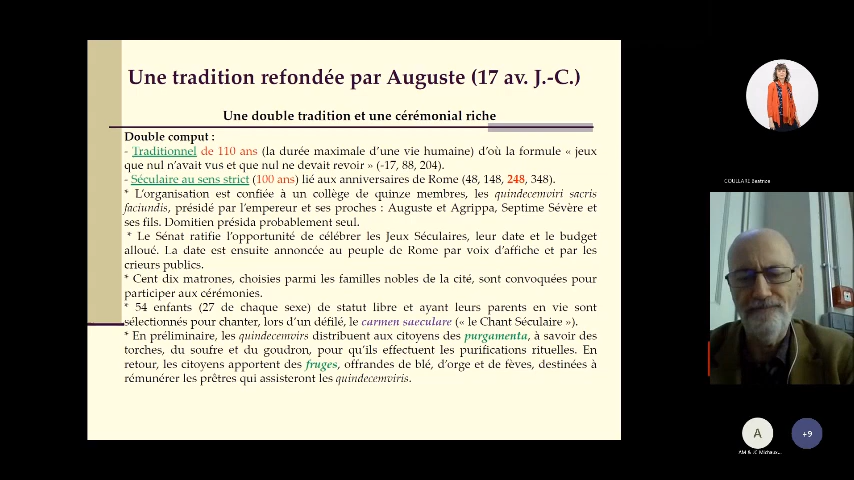 Une tradition refondée par Auguste (17 av. J.-C.)
Une double tradition et une cérémonial riche
Double comput :
- Traditionnel de 110 ans (la durée maximale d'une vie humaine) d'où la formule « jeux
que nul n'avait vus et que nul ne devait revoir » (-17, 88, 204).
- Séculaire au sens strict (100 ans) lié aux anniversaires de Rome (48, 148, 248, 348).
* L'organisation est confiée à un collège de quinze membres, les quindecemviri sacris
faciundis, présidé par l'empereur et ses proches : Auguste et Agrippa, Septime Sévère et
ses fils. Domitien présida probablement seul.
* Le Sénat ratifie l'opportunité de célébrer les Jeux Séculaires, leur date et le budget
alloué. La date est ensuite annoncée au peuple de Rome par voix d'affiche et par les
crieurs publics.
* Cent dix matrones, choisies parmi les familles nobles de la cité, sont convoquées pour
participer aux cérémonies.
* 54 enfants (27 de chaque sexe) de statut libre et ayant leurs parents en vie sont
sélectionnés pour chanter, lors d'un défilé, le carmen saeculare (« le Chant Séculaire »).
* En préliminaire, les quindecemvirs distribuent aux citoyens des purgamenta, à savoir des
torches, du soufre et du goudron, pour qu'ils effectuent les purifications rituelles. En
retour, les citoyens apportent des fruges, offrandes de blé, d'orge et de fèves, destinées à
rémunérer les prêtres qui assisteront les quindecemviris.
COULLARE Beatrice
A
+9
AM & JC Michaux...